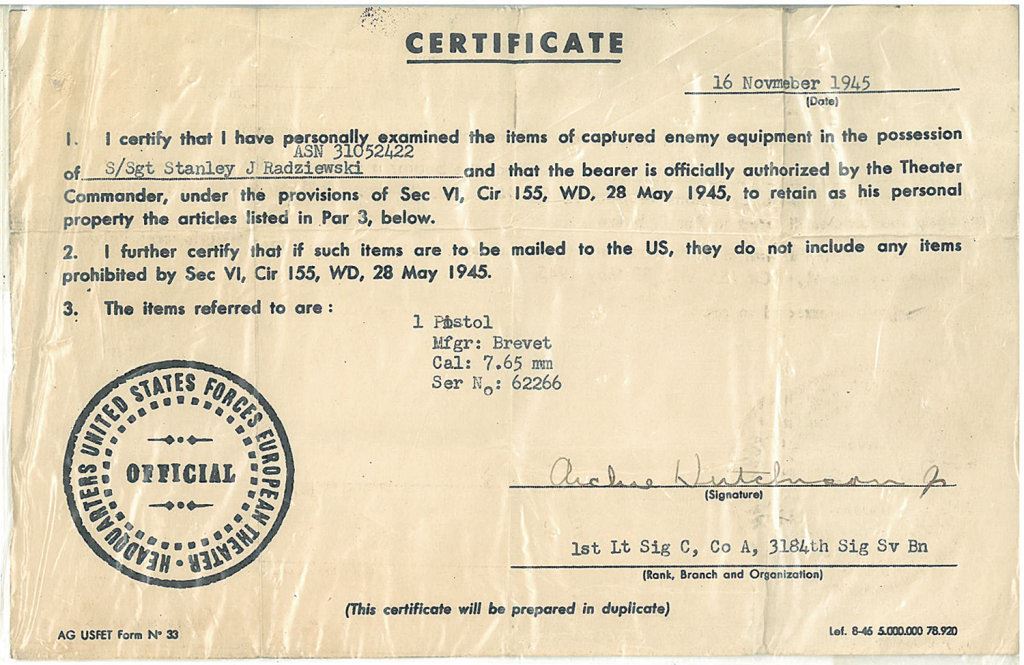 CERTIFICATE
16 Novmeber 1945
(Date)
1. I certify that I have personally examined the items of captured enemy equipment in the possession
ASN 31052422
of S/Sgt Stanley J Radziewski and that the bearer is officially authorized by the Theater
Commander, under the provisions of Sec VI, Cir 155, WD, 28 May 1945, to retain as his personal
property the articles listed in Par 3, below.
2. I further certify that if such items are to be mailed to the US, they do not include any items
prohibited by Sec VI, Cir 155, WD, 28 May 1945.
3. The items referred to are :
1 Pistol
Mfgr: Brevet
Cal: 7.65 mm
Ser No: 62266
HEADQUARTERS UNITED STATES FORCES EUROPEAN THEATER
OFFICIAL
Archie Hutchinson Jr
(Signature)
1st Lt Sig C, Co A, 3184th Sig Sv Bn
(Rank, Branch and Organization)
(This certificate will be prepared in duplicate)
AG USFET Form N° 33
Lef. 8-45 5.000.000 78.920